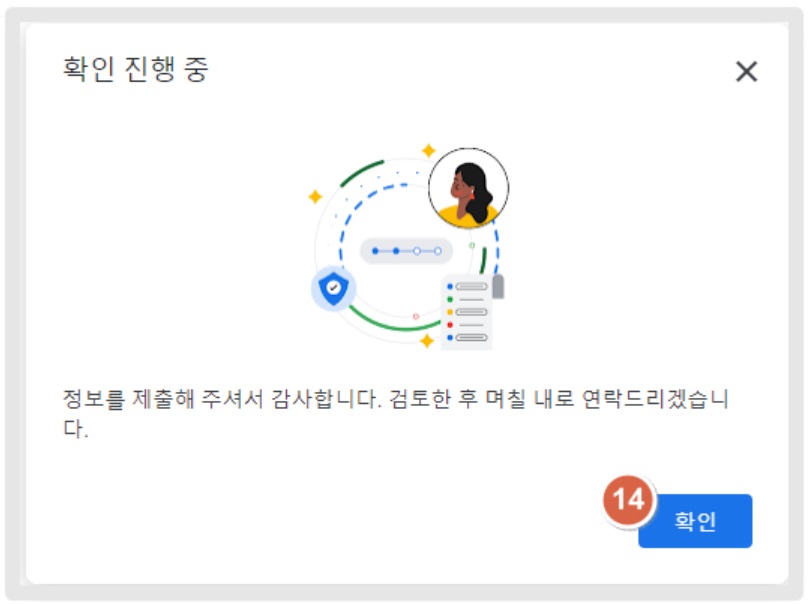 확인 진행 중
정보를 제출해 주셔서 감사합니다. 검토한 후 며칠 내로 연락드리겠습니
다.
14
확인